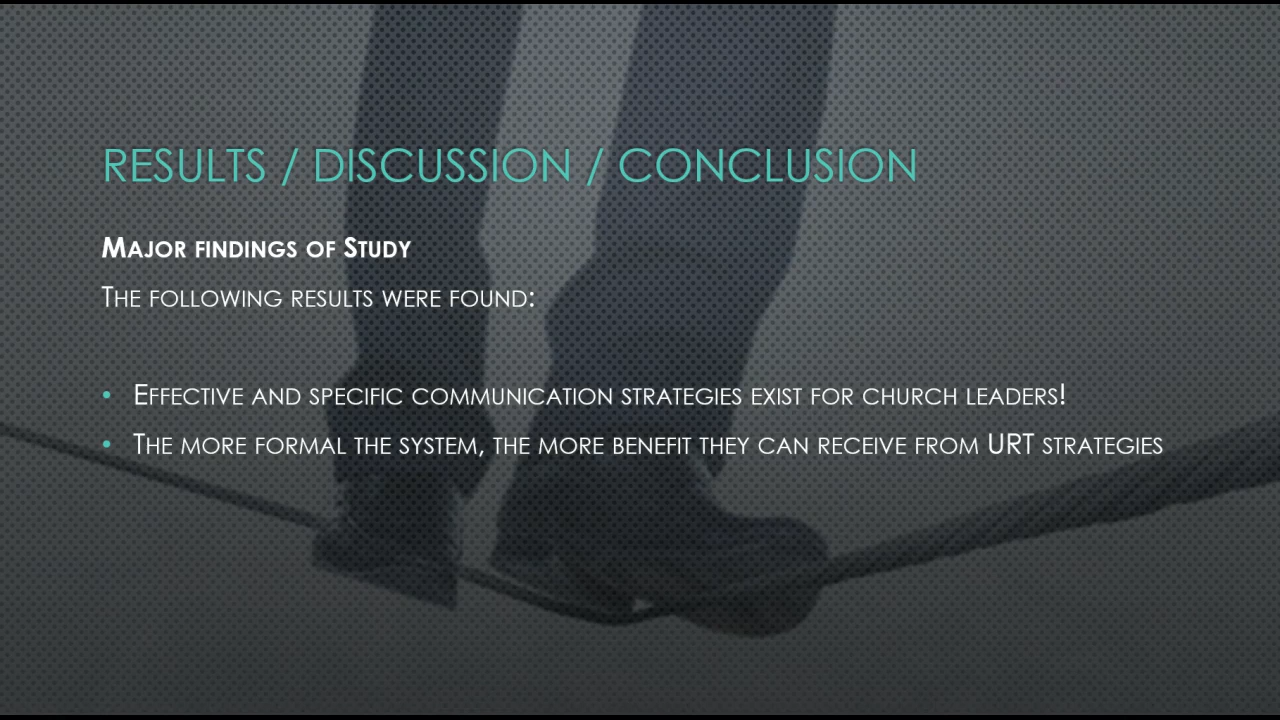 RESULTS / DISCUSSION / CONCLUSION
Major findings of Study
The following results were found:
• Effective and specific communication strategies exist for church leaders!
• The more formal the system, the more benefit they can receive from URT strategies